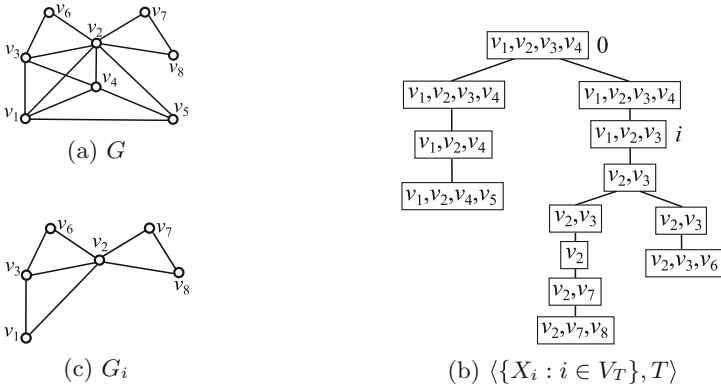 v6
v7
v2
v3
v8
v4
v1
v5
(a) G
v6
v7
v2
v3
v8
v1
(c) Gi
v1,v2,v3,v4 0
v1,v2,v3,v4
v1,v2,v3,v4
v1,v2,v4
v1,v2,v3 i
v2,v3
v1,v2,v4,v5
v2,v3
v2,v3
v2
v2,v3,v6
v2,v7
v2,v7,v8
(b) ⟨{Xi : i ∈ VT}, T⟩